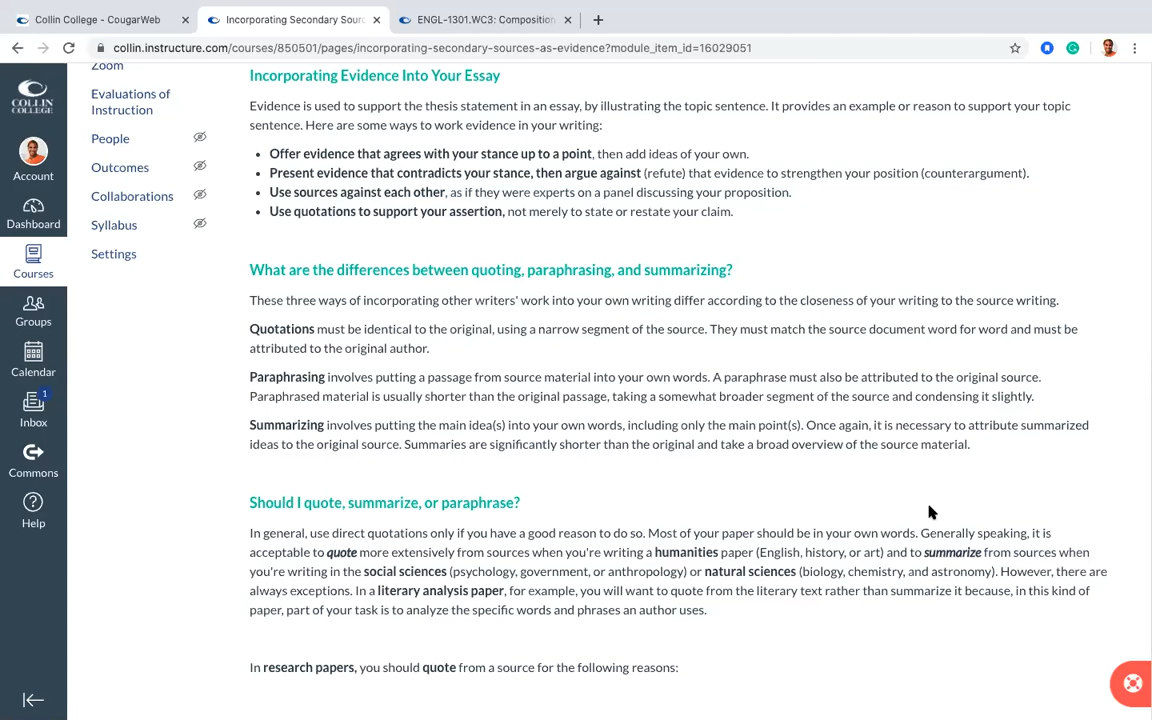 Collin College - CougarWeb
Incorporating Secondary Sour
ENGL-1301.WC3: Composition
collin.instructure.com/courses/850501/pages/incorporating-secondary-sources-as-evidence?module_item_id=16029051
COLLIN
COLLEGE
Account
Dashboard
Courses
Groups
Calendar
1
Inbox
Commons
Help
Zoom
Evaluations of
Instruction
People
Outcomes
Collaborations
Syllabus
Settings
Incorporating Evidence Into Your Essay
Evidence is used to support the thesis statement in an essay, by illustrating the topic sentence. It provides an example or reason to support your topic
sentence. Here are some ways to work evidence in your writing:
• Offer evidence that agrees with your stance up to a point, then add ideas of your own.
• Present evidence that contradicts your stance, then argue against (refute) that evidence to strengthen your position (counterargument).
• Use sources against each other, as if they were experts on a panel discussing your proposition.
• Use quotations to support your assertion, not merely to state or restate your claim.
What are the differences between quoting, paraphrasing, and summarizing?
These three ways of incorporating other writers' work into your own writing differ according to the closeness of your writing to the source writing.
Quotations must be identical to the original, using a narrow segment of the source. They must match the source document word for word and must be
attributed to the original author.
Paraphrasing involves putting a passage from source material into your own words. A paraphrase must also be attributed to the original source.
Paraphrased material is usually shorter than the original passage, taking a somewhat broader segment of the source and condensing it slightly.
Summarizing involves putting the main idea(s) into your own words, including only the main point(s). Once again, it is necessary to attribute summarized
ideas to the original source. Summaries are significantly shorter than the original and take a broad overview of the source material.
Should I quote, summarize, or paraphrase?
In general, use direct quotations only if you have a good reason to do so. Most of your paper should be in your own words. Generally speaking, it is
acceptable to quote more extensively from sources when you're writing a humanities paper (English, history, or art) and to summarize from sources when
you're writing in the social sciences (psychology, government, or anthropology) or natural sciences (biology, chemistry, and astronomy). However, there are
always exceptions. In a literary analysis paper, for example, you will want to quote from the literary text rather than summarize it because, in this kind of
paper, part of your task is to analyze the specific words and phrases an author uses.
In research papers, you should quote from a source for the following reasons: